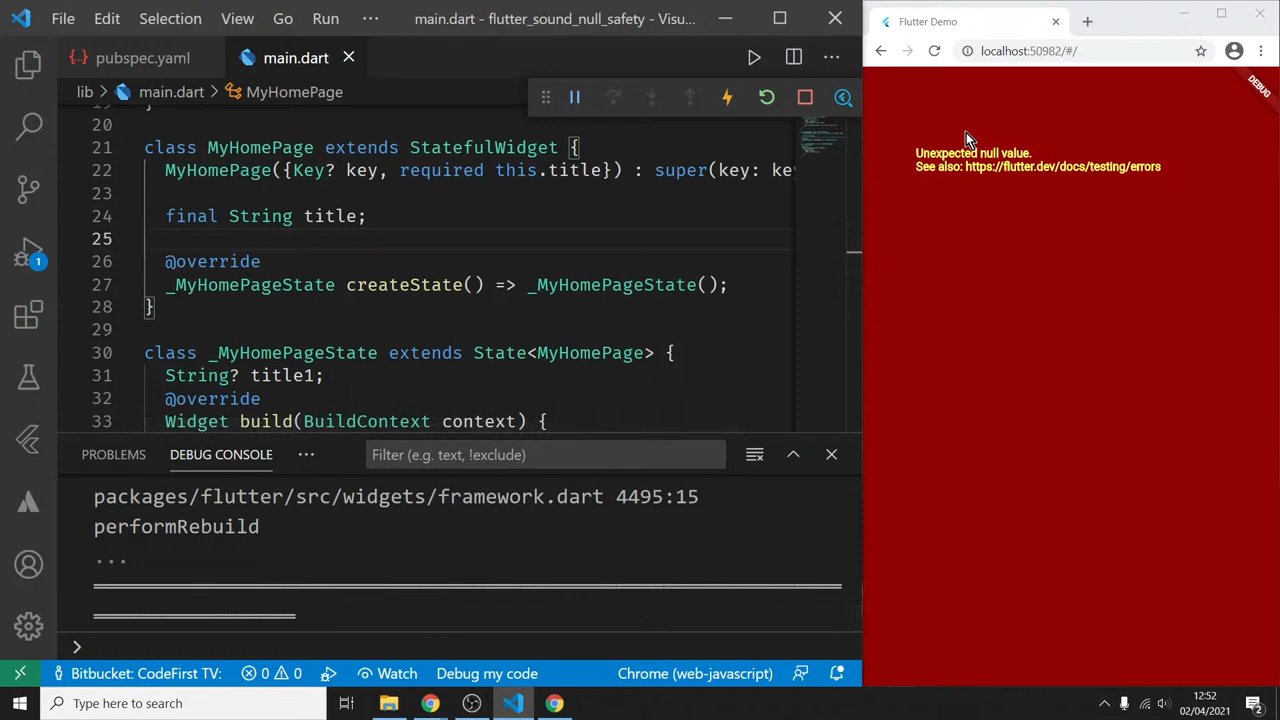 File Edit Selection View Go Run ··· main.dart - flutter_sound_null_safety - Visu...
pubspec.yaml
main.dart
lib > main.dart > MyHomePage
20
21 class MyHomePage extends StatefulWidget {
22 MyHomePage({Key? key, required this.title}) : super(key: ke
23
24 final String title;
25
26 @override
27 _MyHomePageState createState() => _MyHomePageState();
28 }
29
30 class _MyHomePageState extends State<MyHomePage> {
31 String? title1;
32 @override
33 Widget build(BuildContext context) {
1
PROBLEMS DEBUG CONSOLE ··· Filter (e.g. text, !exclude)
packages/flutter/src/widgets/framework.dart 4495:15
performRebuild
...
>
Bitbucket: CodeFirst TV: 0 0 Watch Debug my code Chrome (web-javascript)
Flutter Demo
localhost:50982/#/
DEBUG
Unexpected null value.
See also: https://flutter.dev/docs/testing/errors
Type here to search
12:52
02/04/2021
2